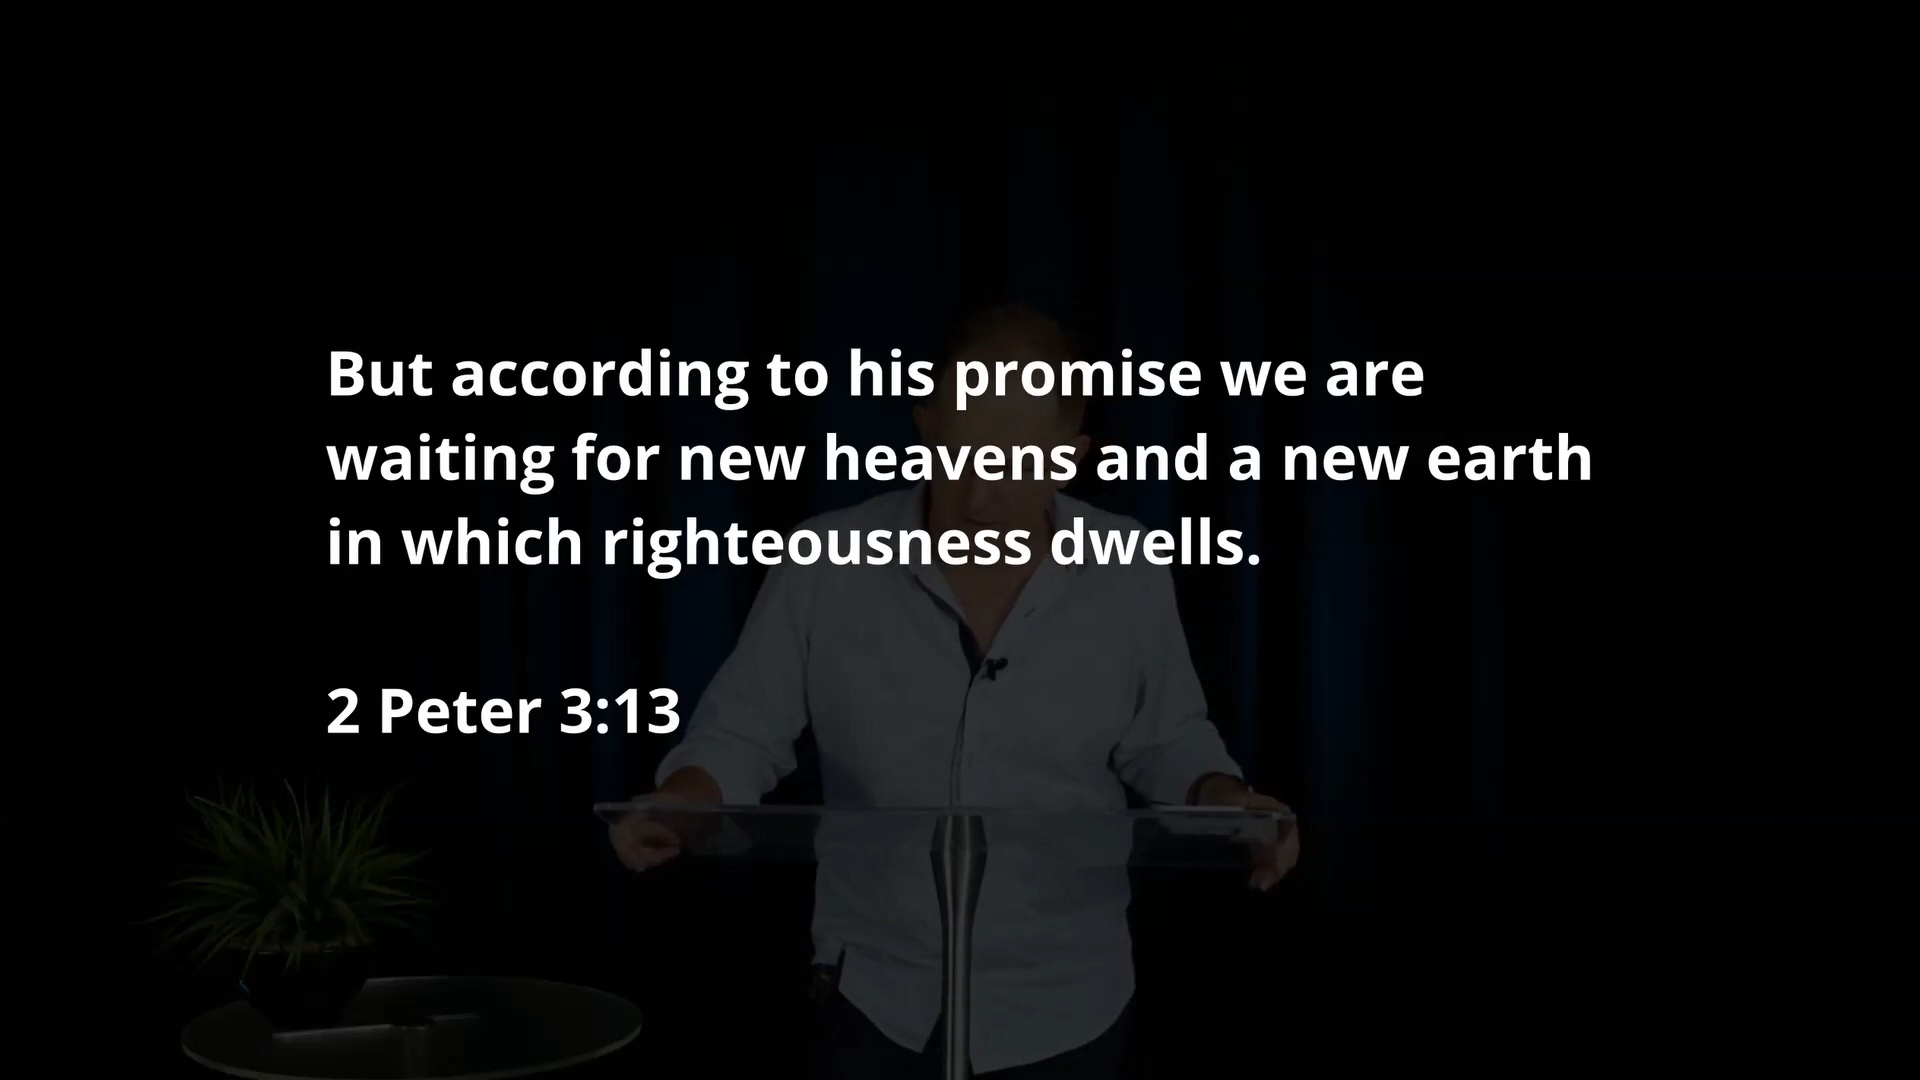 But according to his promise we are
waiting for new heavens and a new earth
in which righteousness dwells.
2 Peter 3:13